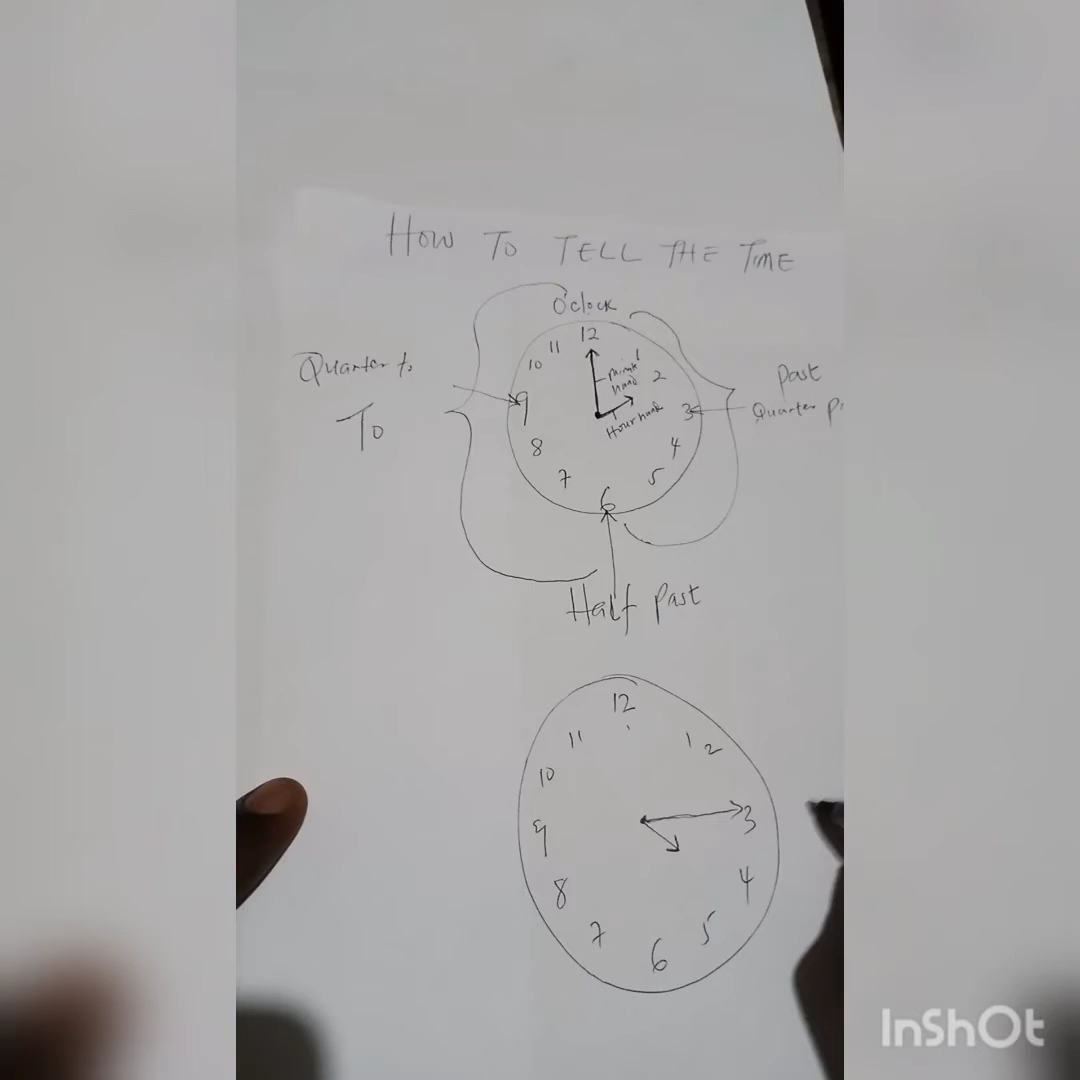 HOW TO TELL THE TIME
O'clock
12
11
1
10
minute
hand
2
Quarter to
past
9
3
Quarter
To
Hour hand
8
4
7
5
6
Half past
12
11
1
2
10
3
9
4
8
7
5
6
InShOt